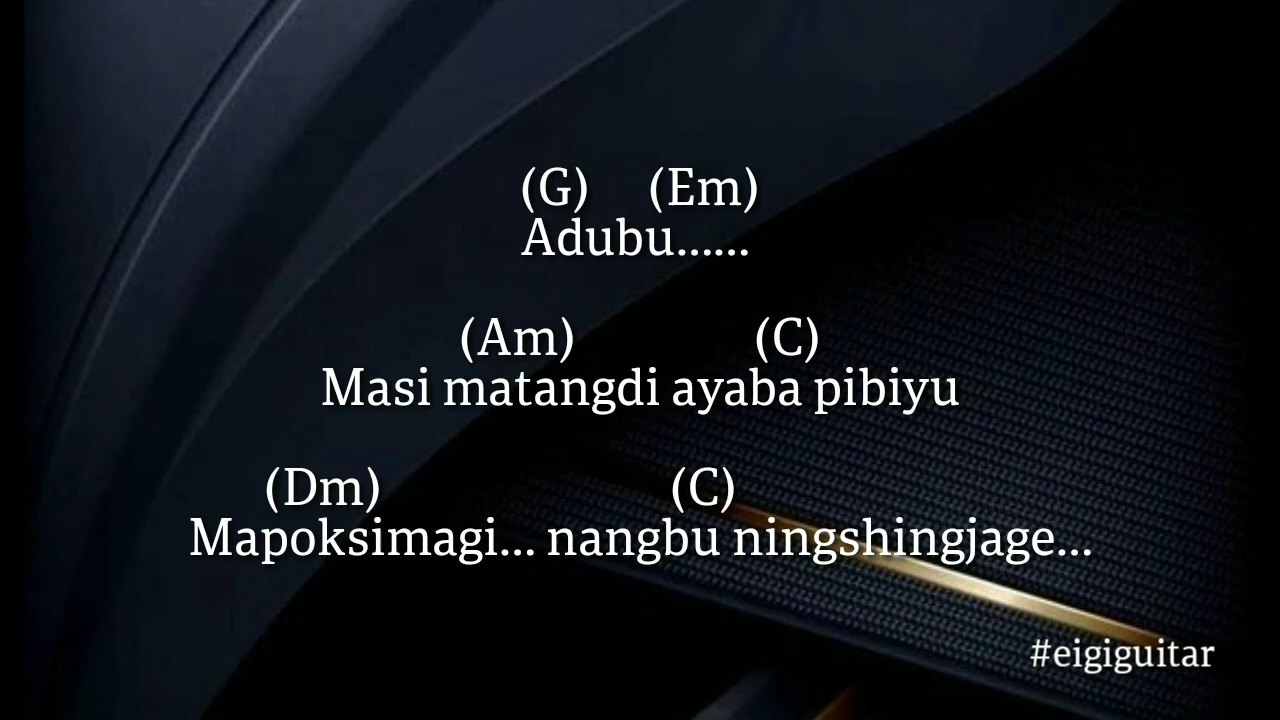 (G) (Em)
Adubu......
(Am) (C)
Masi matangdi ayaba pibiyu
(Dm) (C)
Mapoksimagi... nangbu ningshingjage...
#eigiguitar